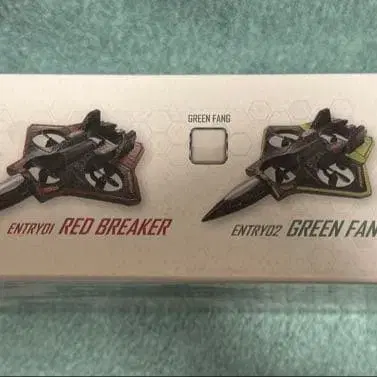 GREEN FANG
ENTRY01 RED BREAKER
ENTRY02 GREEN FAN